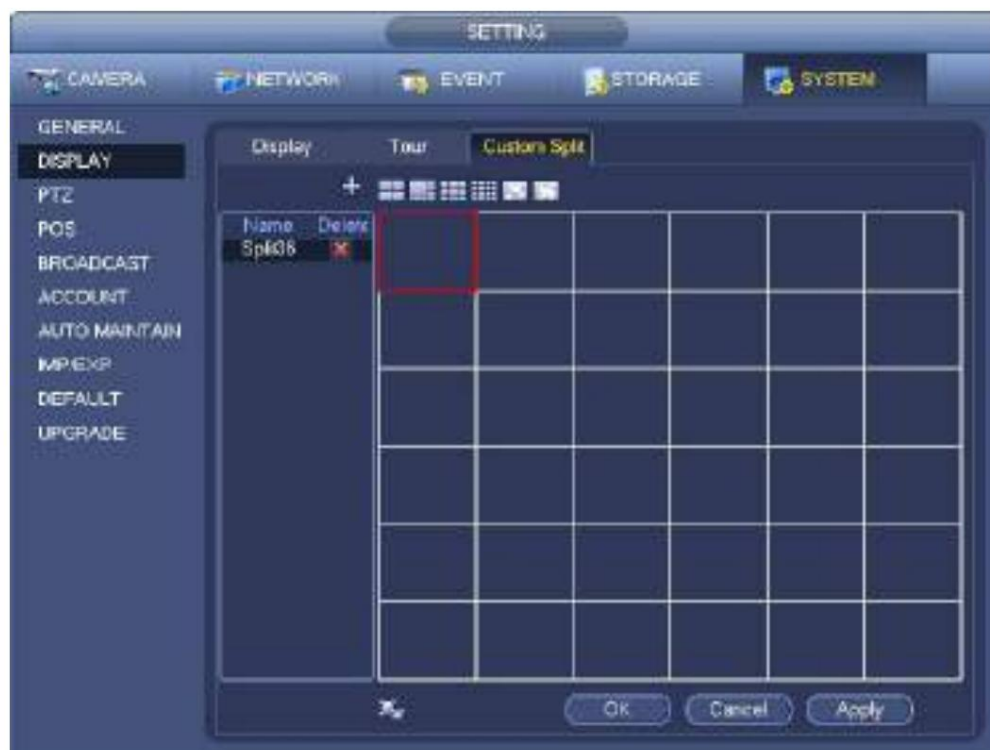 SETTING
CAMERA NETWORK EVENT STORAGE SYSTEM
GENERAL
DISPLAY
PTZ
POS
BROADCAST
ACCOUNT
AUTO MAINTAIN
IMP/EXP
DEFAULT
UPGRADE
Display Tour Custom Split
Name Delete
Split36
OK Cancel Apply